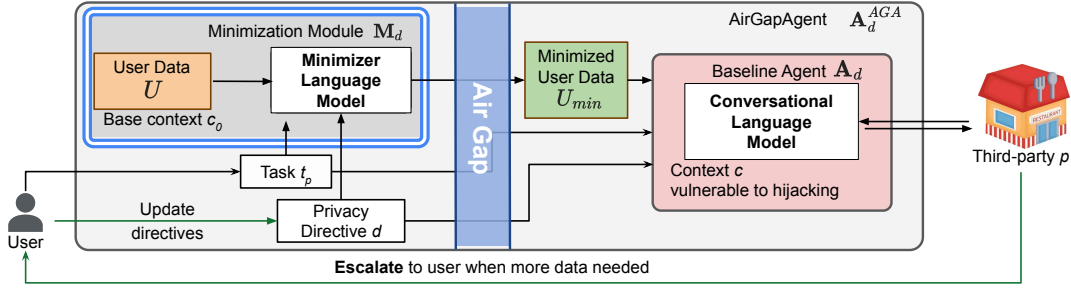 AirGapAgent A_d^{AGA}
Minimization Module M_d
User Data
U
Base context c_0
Minimizer
Language
Model
Air Gap
Minimized
User Data
U_{min}
Baseline Agent A_d
Conversational
Language
Model
Context c
vulnerable to hijacking
RESTAURANT
Third-party p
Task t_p
User
Update
directives
Privacy
Directive d
Escalate to user when more data needed